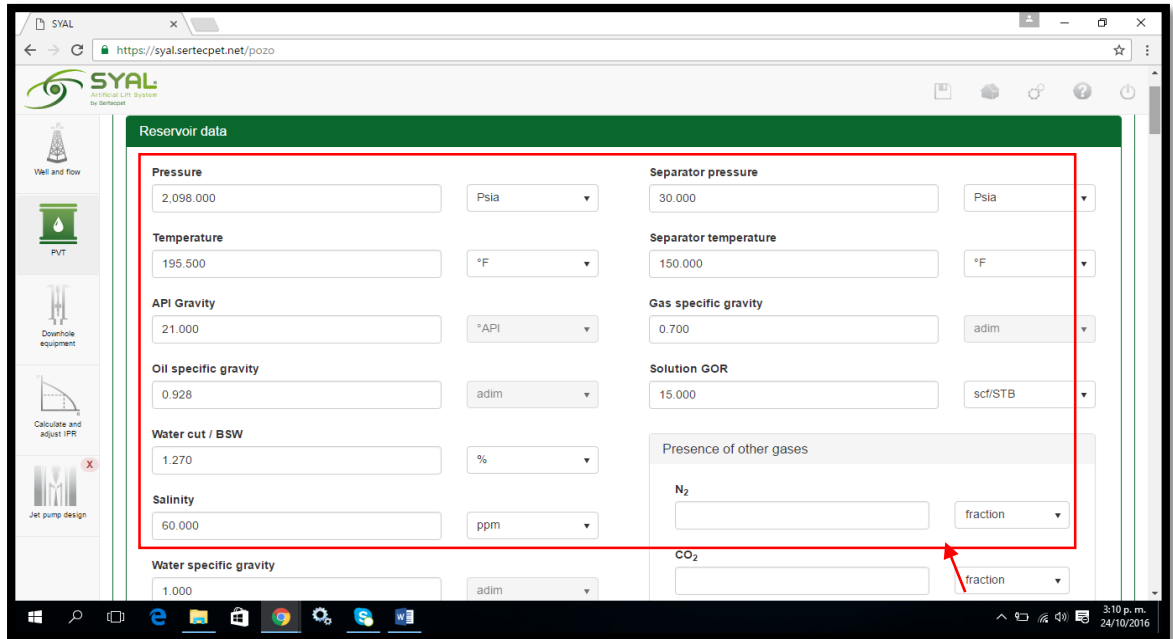 SYAL
https://syal.sertecpet.net/pozo
SYAL
Artificial Lift System
by Sertecpet
Well and flow
PVT
Downhole
equipment
Calculate and
adjust IPR
X
Jet pump design
Reservoir data
Pressure
2,098.000 Psia
Temperature
195.500 °F
API Gravity
21.000 °API
Oil specific gravity
0.928 adim
Water cut / BSW
1.270 %
Salinity
60.000 ppm
Water specific gravity
1.000 adim
Separator pressure
30.000 Psia
Separator temperature
150.000 °F
Gas specific gravity
0.700 adim
Solution GOR
15.000 scf/STB
Presence of other gases
N2
fraction
CO2
fraction
3:10 p. m.
24/10/2016